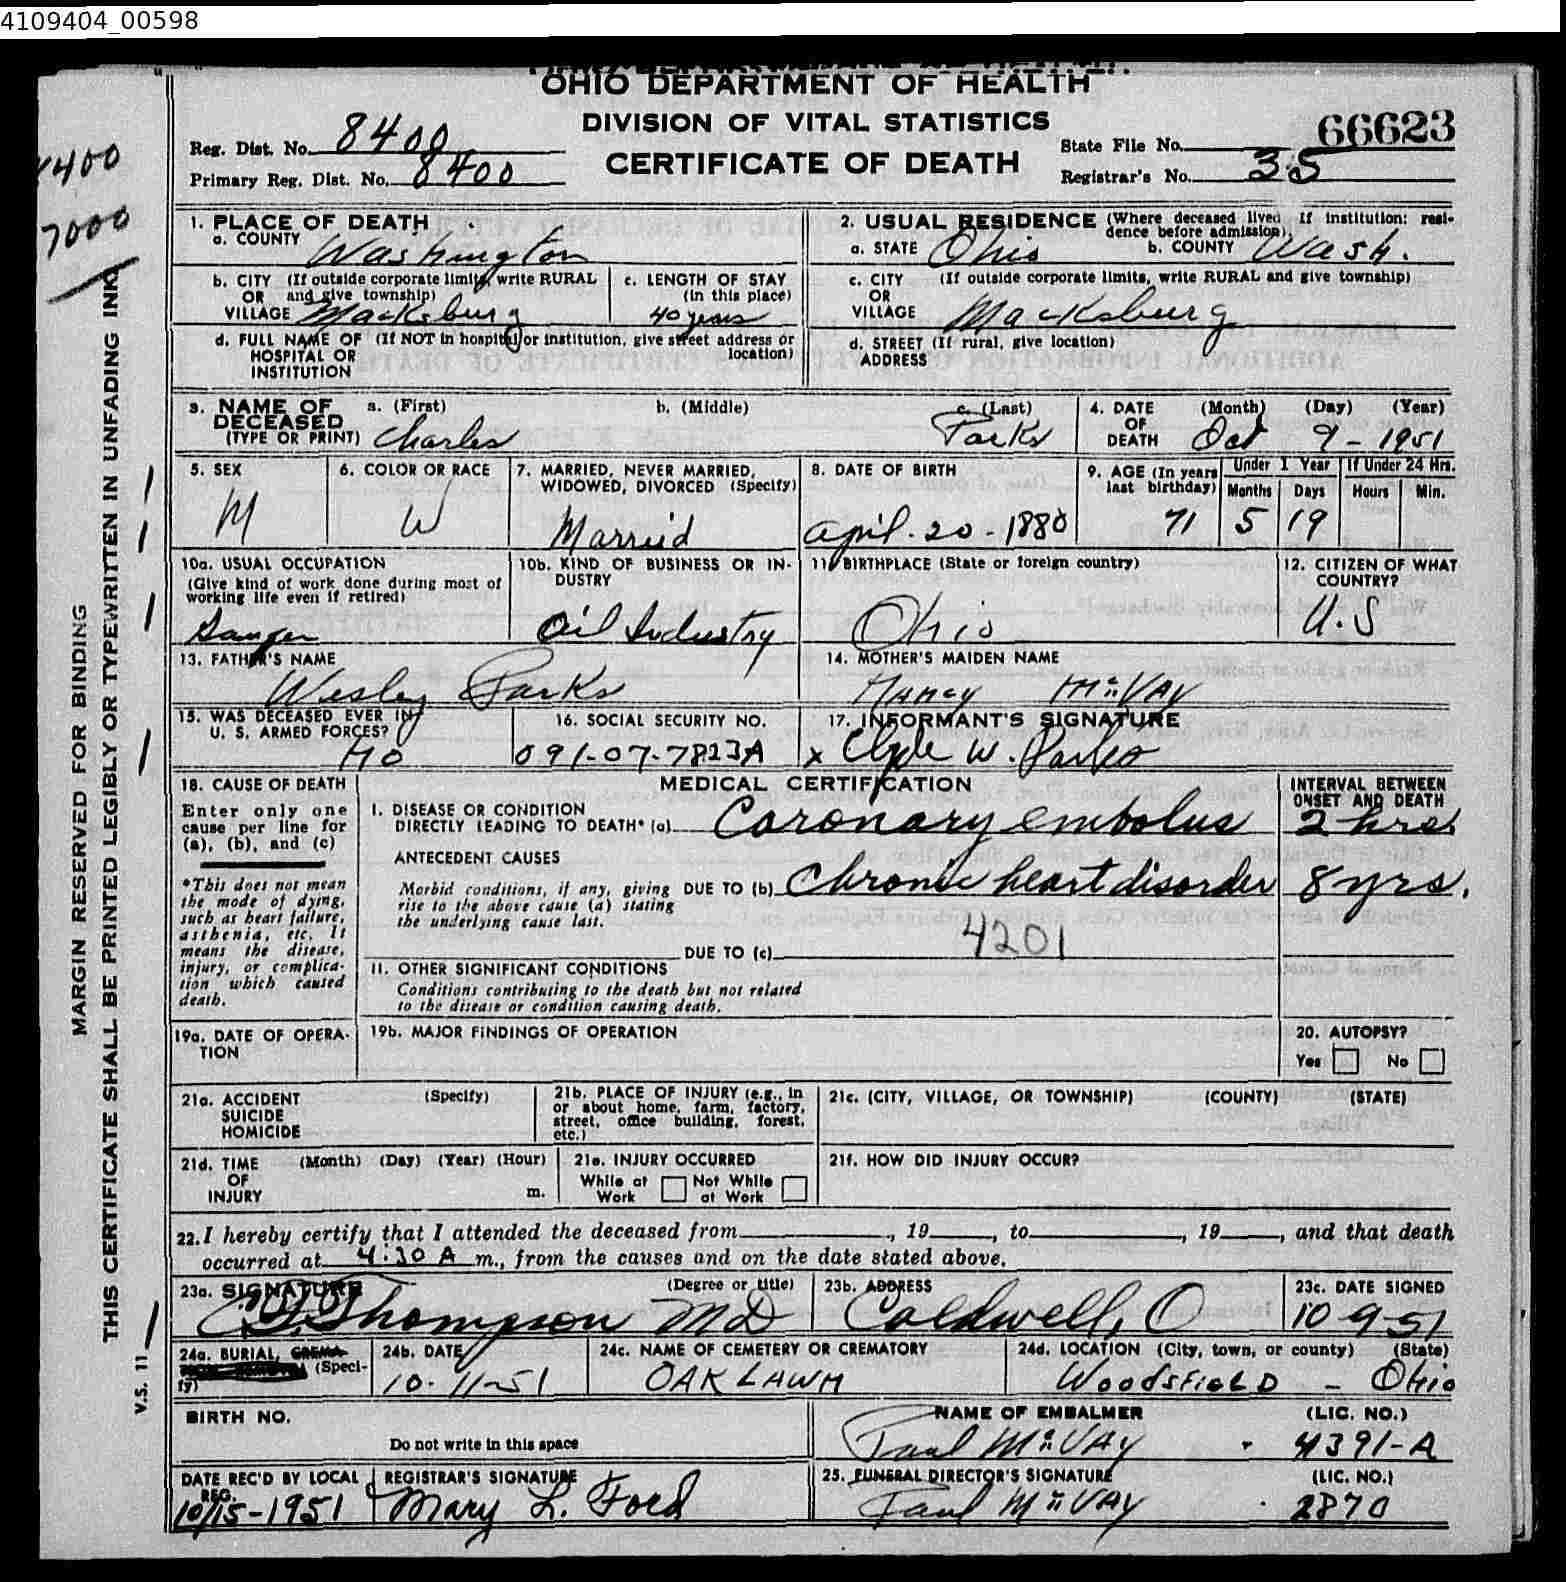 4109404_00598
OHIO DEPARTMENT OF HEALTH
DIVISION OF VITAL STATISTICS
CERTIFICATE OF DEATH
Reg. Dist. No. 8400
Primary Reg. Dist. No. 8400
State File No. 66623
Registrar's No. 35
7000
MARGIN RESERVED FOR BINDING
THIS CERTIFICATE SHALL BE PRINTED LEGIBLY OR TYPEWRITTEN IN UNFADING INK
V.S. 11
1. PLACE OF DEATH
a. COUNTY Washington
b. CITY (If outside corporate limits, write RURAL
OR and give township)
VILLAGE Macksburg
c. LENGTH OF STAY
(in this place)
40 years
d. FULL NAME OF (If NOT in hospital or institution, give street address or
HOSPITAL OR location)
INSTITUTION
2. USUAL RESIDENCE (Where deceased lived If institution: resi-
dence before admission).
a. STATE Ohio b. COUNTY Wash.
c. CITY (If outside corporate limits, write RURAL and give township)
OR
VILLAGE Macksburg
d. STREET (If rural, give location)
ADDRESS
3. NAME OF a. (First) b. (Middle) c. (Last)
DECEASED
(TYPE OR PRINT) Charles Parks
4. DATE (Month) (Day) (Year)
OF
DEATH Oct 9 - 1951
5. SEX
M
6. COLOR OR RACE
W
7. MARRIED, NEVER MARRIED,
WIDOWED, DIVORCED (Specify)
Married
8. DATE OF BIRTH
April. 20 - 1880
9. AGE (In years
last birthday)
71
Under 1 Year
Months Days
5 19
If Under 24 Hrs.
Hours Min.
10a. USUAL OCCUPATION
(Give kind of work done during most of
working life even if retired)
Gauger
10b. KIND OF BUSINESS OR IN-
DUSTRY
Oil Industry
11. BIRTHPLACE (State or foreign country)
Ohio
12. CITIZEN OF WHAT
COUNTRY?
U.S
13. FATHER'S NAME
Wesley Parks
14. MOTHER'S MAIDEN NAME
Nancy McVay
15. WAS DECEASED EVER IN
U. S. ARMED FORCES?
No
16. SOCIAL SECURITY NO.
091-07-7823A
17. INFORMANT'S SIGNATURE
x Clyde W. Parks
18. CAUSE OF DEATH
Enter only one
cause per line for
(a), (b), and (c)
*This does not mean
the mode of dying,
such as heart failure,
asthenia, etc. It
means the disease,
injury, or complica-
tion which caused
death.
MEDICAL CERTIFICATION
I. DISEASE OR CONDITION
DIRECTLY LEADING TO DEATH* (a) Coronary embolus
ANTECEDENT CAUSES
Morbid conditions, if any, giving DUE TO (b) Chronic heart disorder
rise to the above cause (a) stating
the underlying cause last.
4201
DUE TO (c)
II. OTHER SIGNIFICANT CONDITIONS
Conditions contributing to the death but not related
to the disease or condition causing death.
INTERVAL BETWEEN
ONSET AND DEATH
2 hrs.
8 yrs.
19a. DATE OF OPERA-
TION
19b. MAJOR FINDINGS OF OPERATION
20. AUTOPSY?
Yes No
21a. ACCIDENT (Specify)
SUICIDE
HOMICIDE
21b. PLACE OF INJURY (e.g., in
or about home, farm, factory,
street, office building, forest,
etc.)
21c. (CITY, VILLAGE, OR TOWNSHIP) (COUNTY) (STATE)
21d. TIME (Month) (Day) (Year) (Hour)
OF
INJURY m.
21e. INJURY OCCURRED
While at Not While
Work at Work
21f. HOW DID INJURY OCCUR?
22. I hereby certify that I attended the deceased from , 19 , to , 19 , and that death
occurred at 4:30 A m., from the causes and on the date stated above.
23a. SIGNATURE (Degree or title)
Thompson MD
23b. ADDRESS
Caldwell, O
23c. DATE SIGNED
10-9-51
24a. BURIAL, CREMA-
(Speci-
fy)
24b. DATE
10-11-51
24c. NAME OF CEMETERY OR CREMATORY
OAK LAWN
24d. LOCATION (City, town, or county) (State)
WOODSFIELD - Ohio
BIRTH NO.
Do not write in this space
NAME OF EMBALMER (LIC. NO.)
Paul McVay 4391-A
DATE REC'D BY LOCAL
REG.
10/15-1951
REGISTRAR'S SIGNATURE
Mary L. Ford
25. FUNERAL DIRECTOR'S SIGNATURE (LIC. NO.)
Paul McVay 2870